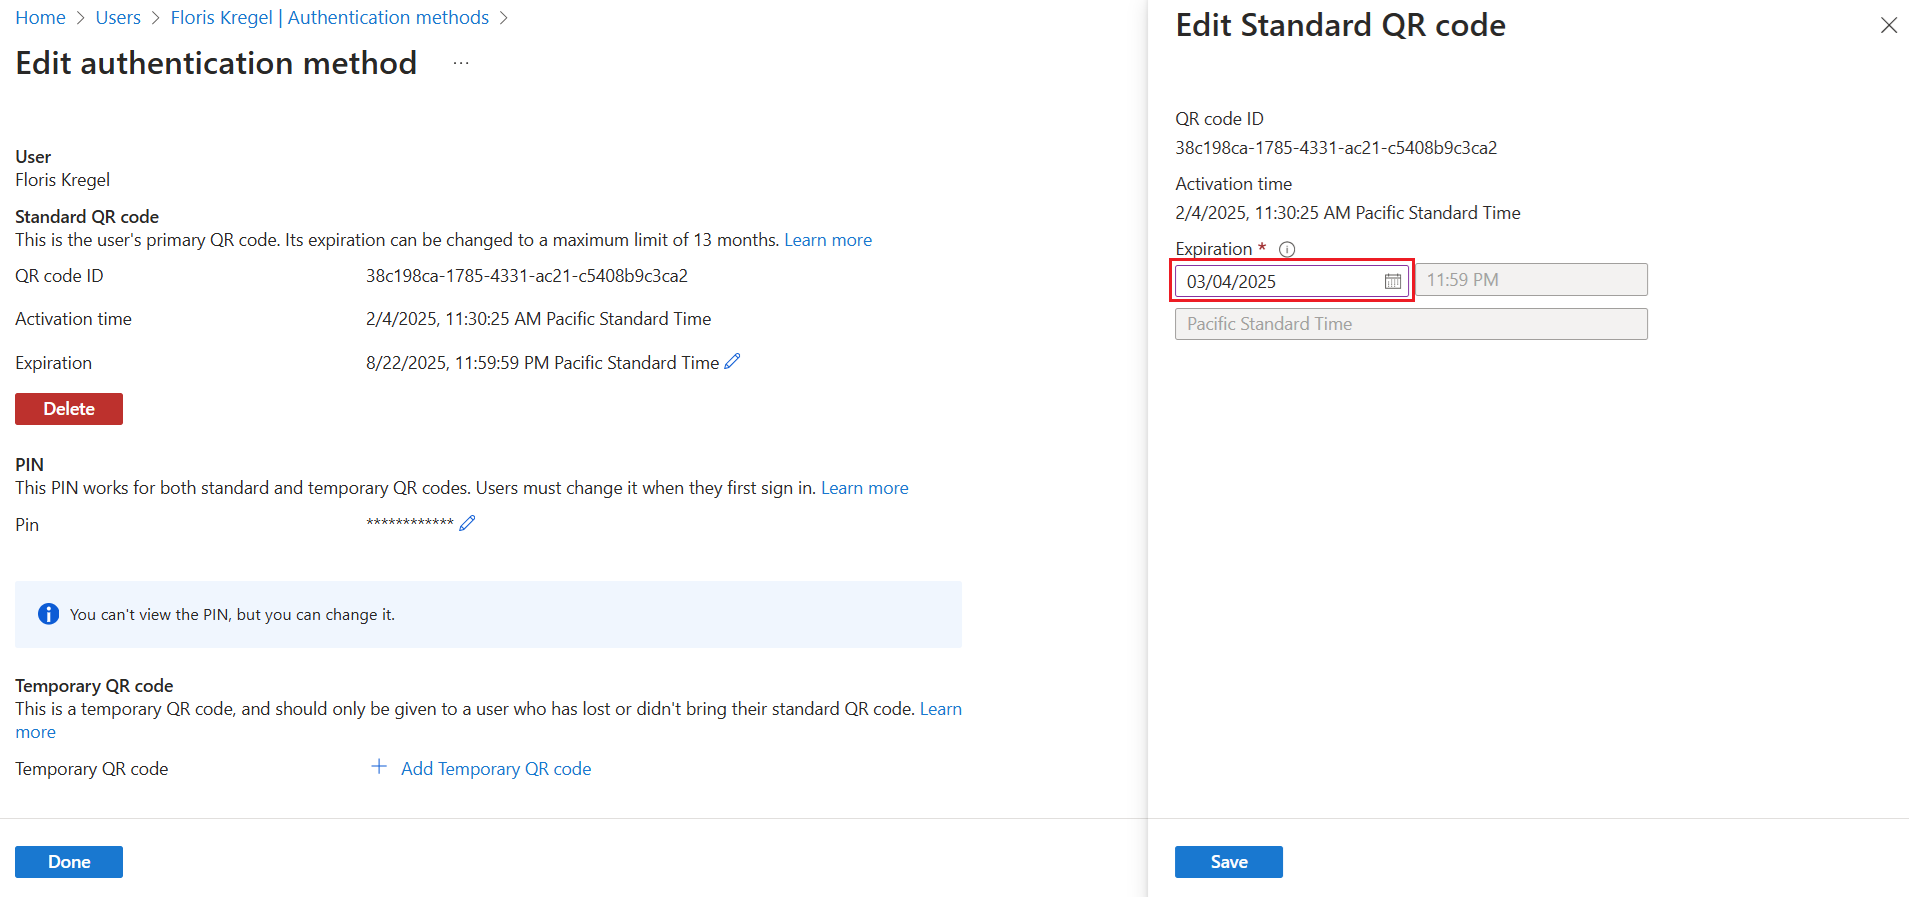 Home > Users > Floris Kregel | Authentication methods >
Edit authentication method ...
User
Floris Kregel
Standard QR code
This is the user's primary QR code. Its expiration can be changed to a maximum limit of 13 months. Learn more
QR code ID 38c198ca-1785-4331-ac21-c5408b9c3ca2
Activation time 2/4/2025, 11:30:25 AM Pacific Standard Time
Expiration 8/22/2025, 11:59:59 PM Pacific Standard Time
Delete
PIN
This PIN works for both standard and temporary QR codes. Users must change it when they first sign in. Learn more
Pin ************
You can't view the PIN, but you can change it.
Temporary QR code
This is a temporary QR code, and should only be given to a user who has lost or didn't bring their standard QR code. Learn
more
Temporary QR code + Add Temporary QR code
Done
Edit Standard QR code
QR code ID
38c198ca-1785-4331-ac21-c5408b9c3ca2
Activation time
2/4/2025, 11:30:25 AM Pacific Standard Time
Expiration *
03/04/2025 11:59 PM
Pacific Standard Time
Save